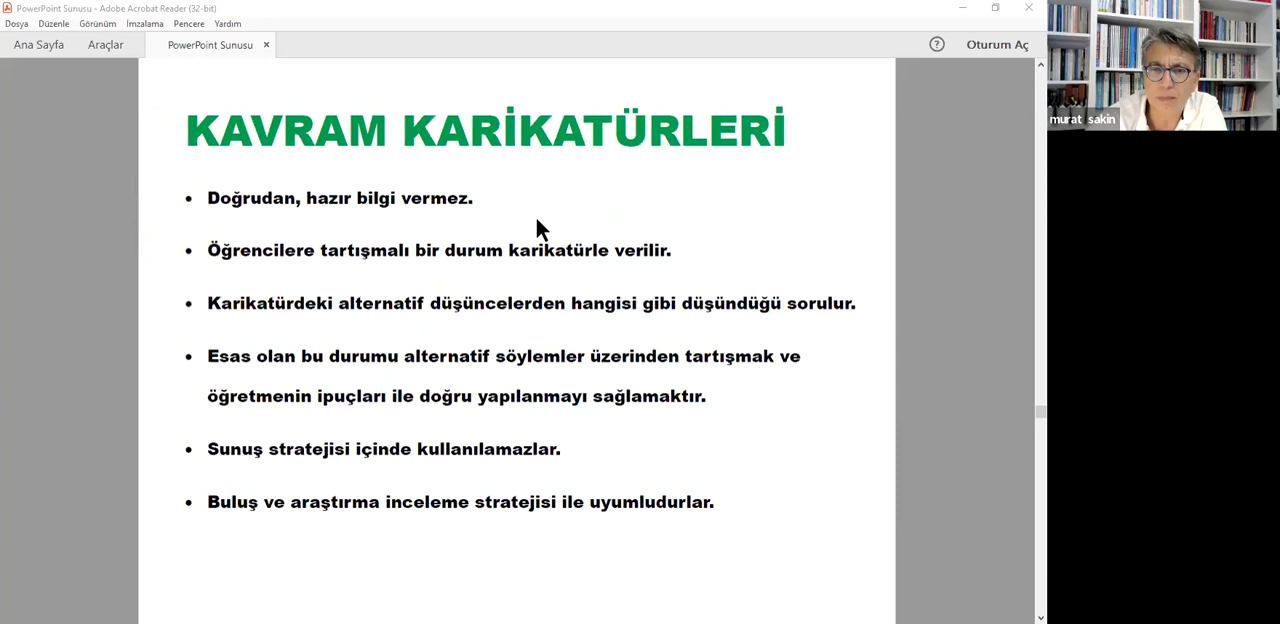 PowerPoint Sunusu - Adobe Acrobat Reader (32-bit)
Dosya Düzenle Görünüm İmzalama Pencere Yardım
Ana Sayfa Araçlar PowerPoint Sunusu × ? Oturum Aç
murat sakin
KAVRAM KARİKATÜRLERİ
• Doğrudan, hazır bilgi vermez.
• Öğrencilere tartışmalı bir durum karikatürle verilir.
• Karikatürdeki alternatif düşüncelerden hangisi gibi düşündüğü sorulur.
• Esas olan bu durumu alternatif söylemler üzerinden tartışmak ve
öğretmenin ipuçları ile doğru yapılanmayı sağlamaktır.
• Sunuş stratejisi içinde kullanılamazlar.
• Buluş ve araştırma inceleme stratejisi ile uyumludurlar.